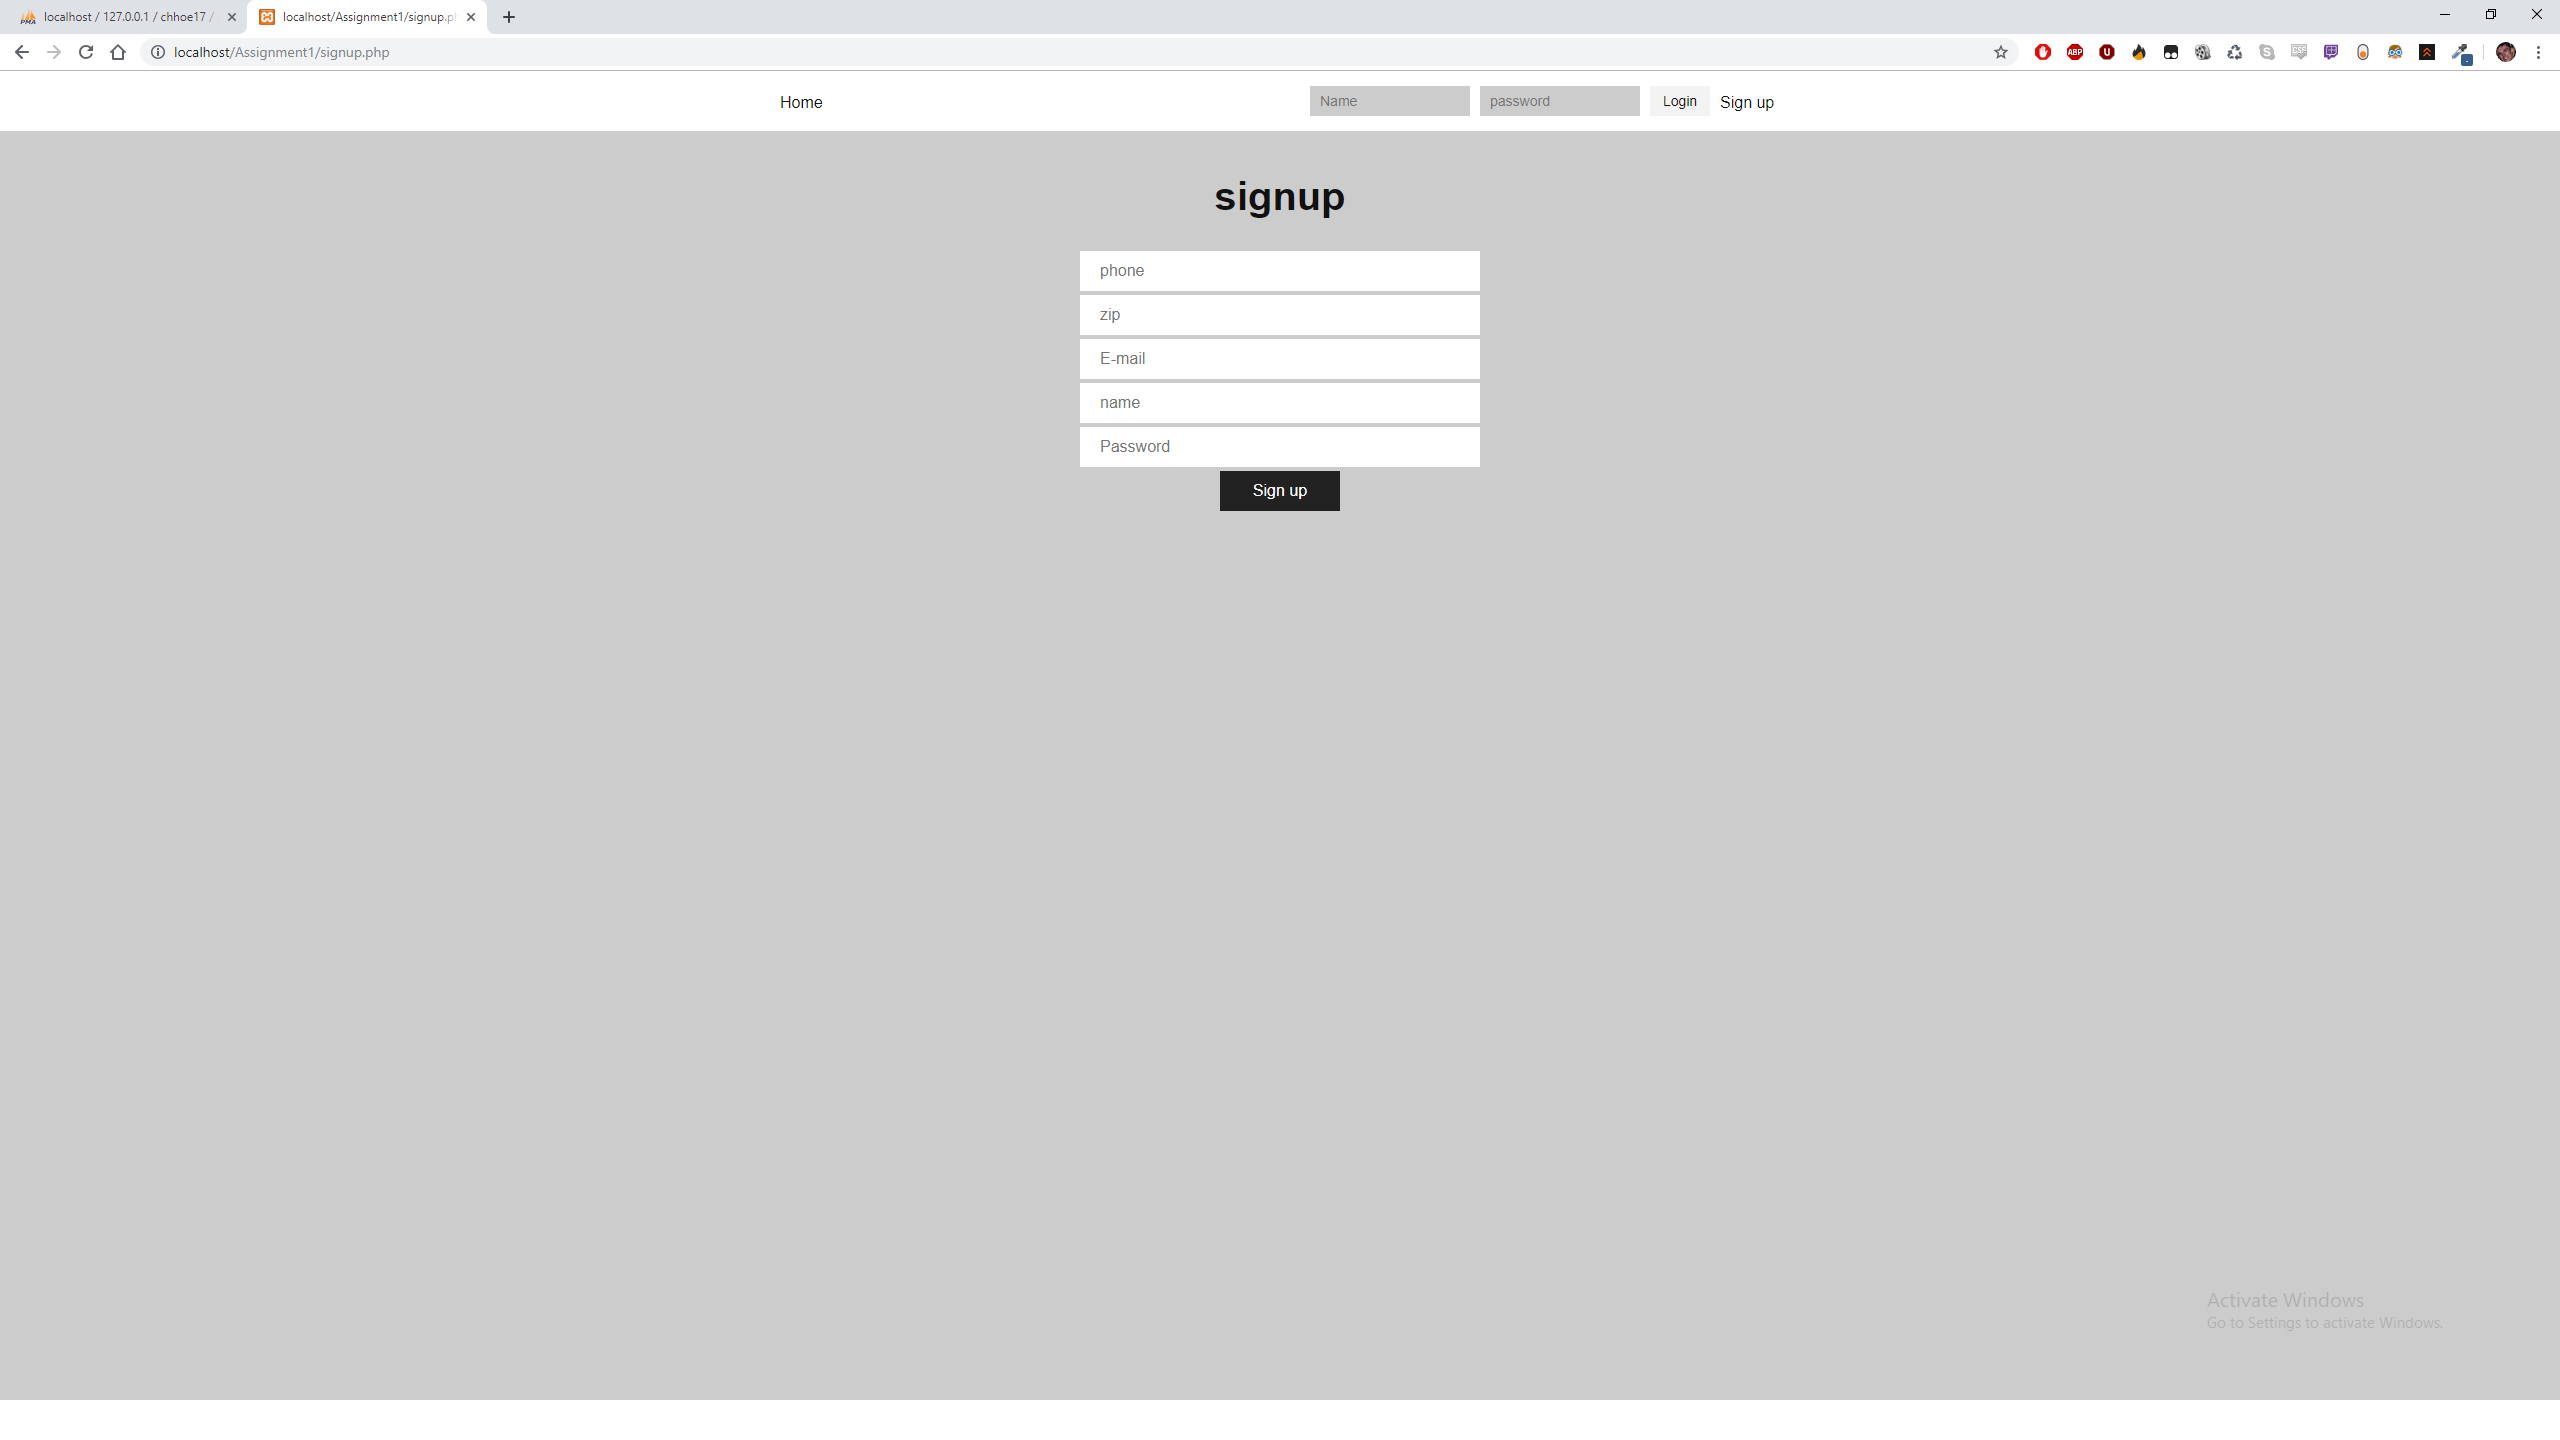 localhost / 127.0.0.1 / chhoe17 /
localhost/Assignment1/signup.p
localhost/Assignment1/signup.php
ABP
Home
Name
password
Login
Sign up
signup
phone
zip
E-mail
name
Password
Sign up
Activate Windows
Go to Settings to activate Windows.